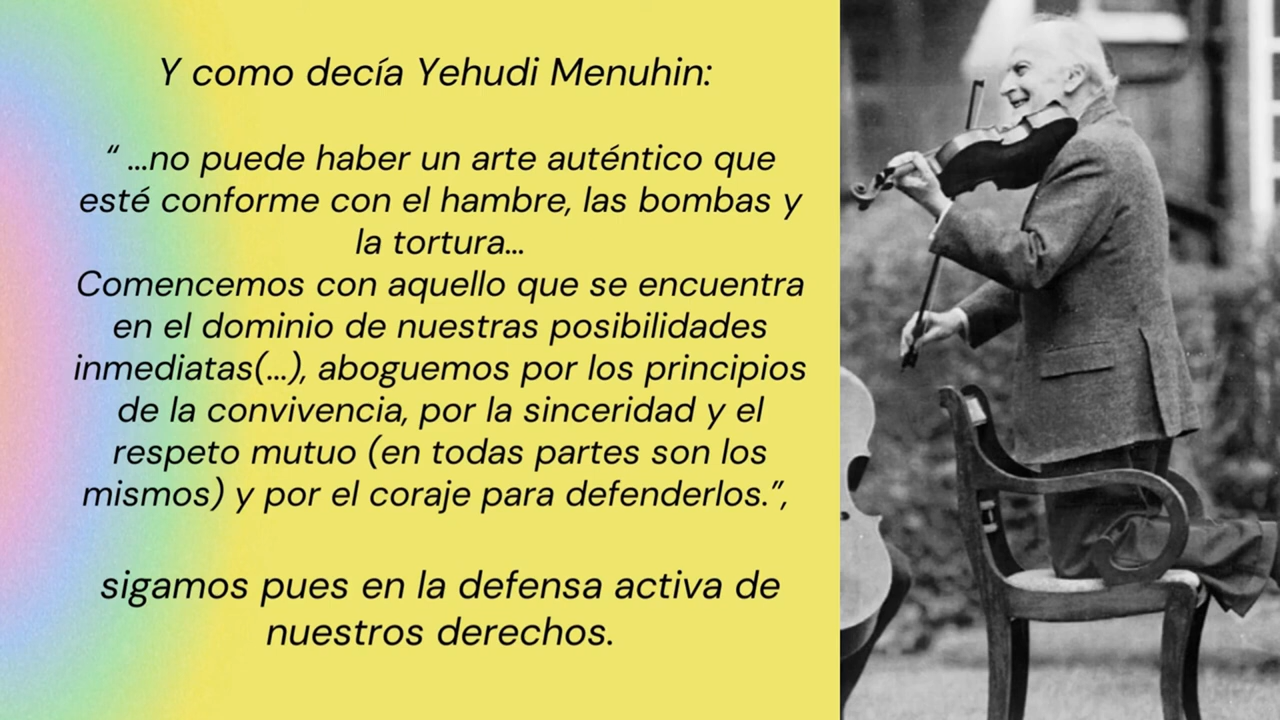 Y como decía Yehudi Menuhin:
“ ...no puede haber un arte auténtico que
esté conforme con el hambre, las bombas y
la tortura...
Comencemos con aquello que se encuentra
en el dominio de nuestras posibilidades
inmediatas(...), aboguemos por los principios
de la convivencia, por la sinceridad y el
respeto mutuo (en todas partes son los
mismos) y por el coraje para defenderlos.”,
sigamos pues en la defensa activa de
nuestros derechos.